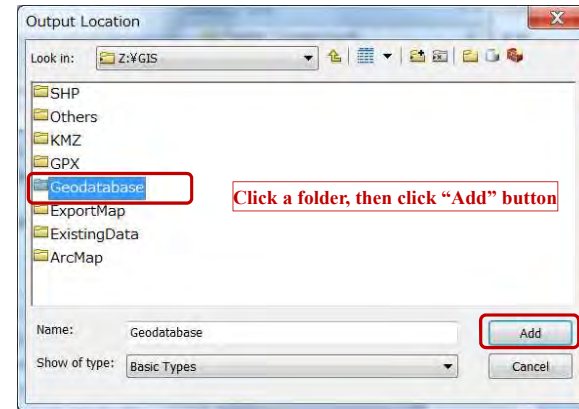 Output Location
Look in: Z:¥GIS
SHP
Others
KMZ
GPX
Geodatabase
Click a folder, then click “Add” button
ExportMap
ExistingData
ArcMap
Name: Geodatabase Add
Show of type: Basic Types Cancel